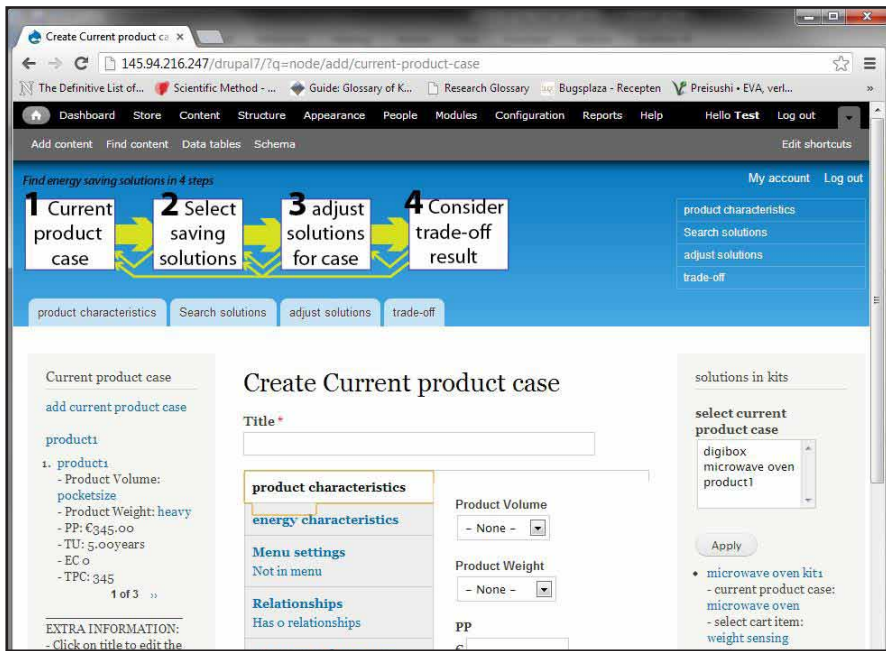 Create Current product ca
145.94.216.247/drupal7/?q=node/add/current-product-case
The Definitive List of... Scientific Method - ... Guide: Glossary of K... Research Glossary Bugsplaza - Recepten Preisushi • EVA, verl... »
Dashboard Store Content Structure Appearance People Modules Configuration Reports Help Hello Test Log out
Add content Find content Data tables Schema Edit shortcuts
Find energy saving solutions in 4 steps
My account Log out
1 Current product case
2 Select saving solutions
3 adjust solutions for case
4 Consider trade-off result
product characteristics
Search solutions
adjust solutions
trade-off
product characteristics Search solutions adjust solutions trade-off
Current product case
add current product case
product1
1. product1
- Product Volume:
pocketsize
- Product Weight: heavy
- PP: €345.00
- TU: 5.00years
- EC 0
- TPC: 345
1 of 3 ››
EXTRA INFORMATION:
- Click on title to edit the
Create Current product case
Title *
product characteristics
energy characteristics
Menu settings
Not in menu
Relationships
Has 0 relationships
Product Volume
- None -
Product Weight
- None -
PP
€
solutions in kits
select current
product case
digibox
microwave oven
product1
Apply
• microwave oven kit1
- current product case:
microwave oven
- select cart item:
weight sensing